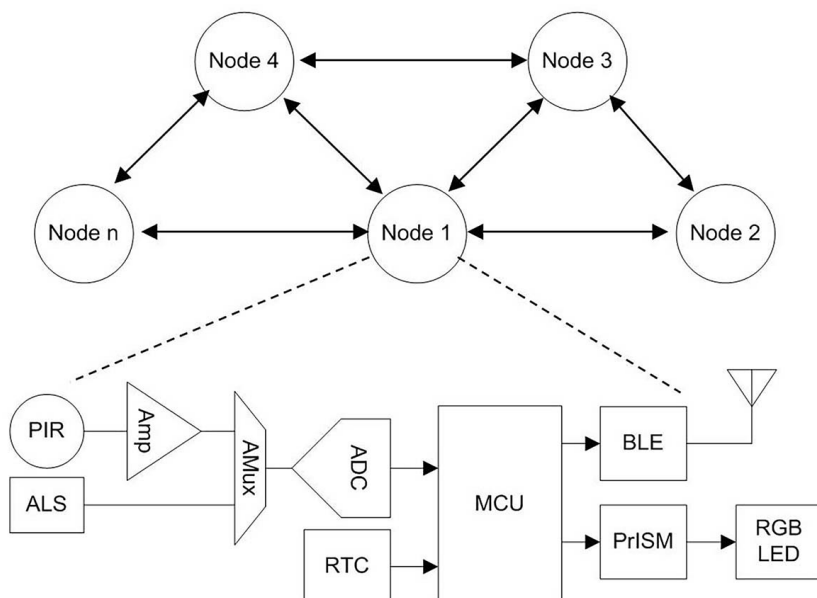 Node 4
Node 3
Node n
Node 1
Node 2
PIR
Amp
AMux
ADC
MCU
BLE
ALS
RTC
PrISM
RGB
LED